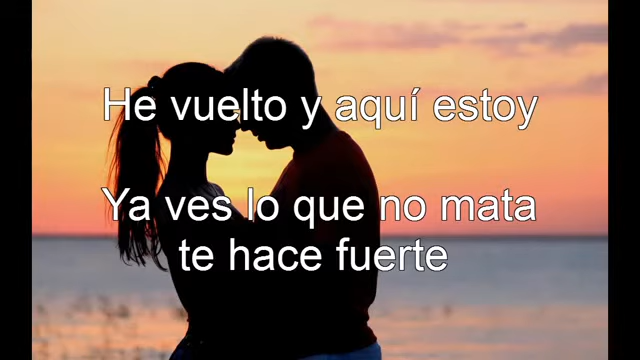 He vuelto y aquí estoy
Ya ves lo que no mata
te hace fuerte